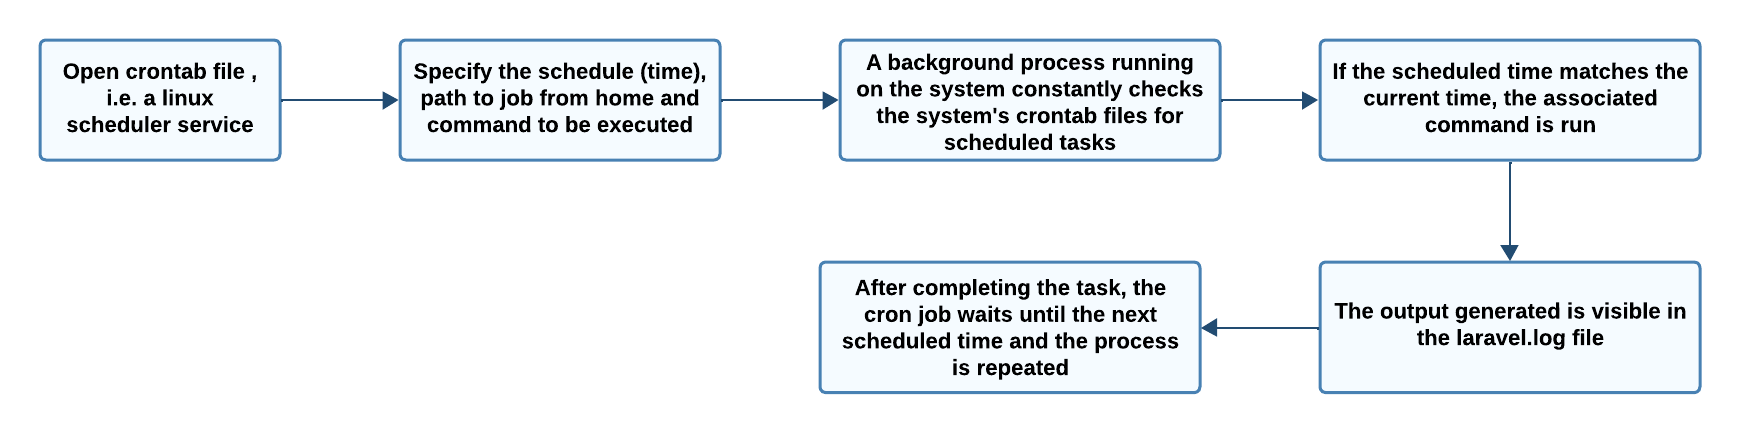 Open crontab file ,
i.e. a linux
scheduler service
Specify the schedule (time),
path to job from home and
command to be executed
A background process running
on the system constantly checks
the system's crontab files for
scheduled tasks
If the scheduled time matches the
current time, the associated
command is run
The output generated is visible in
the laravel.log file
After completing the task, the
cron job waits until the next
scheduled time and the process
is repeated